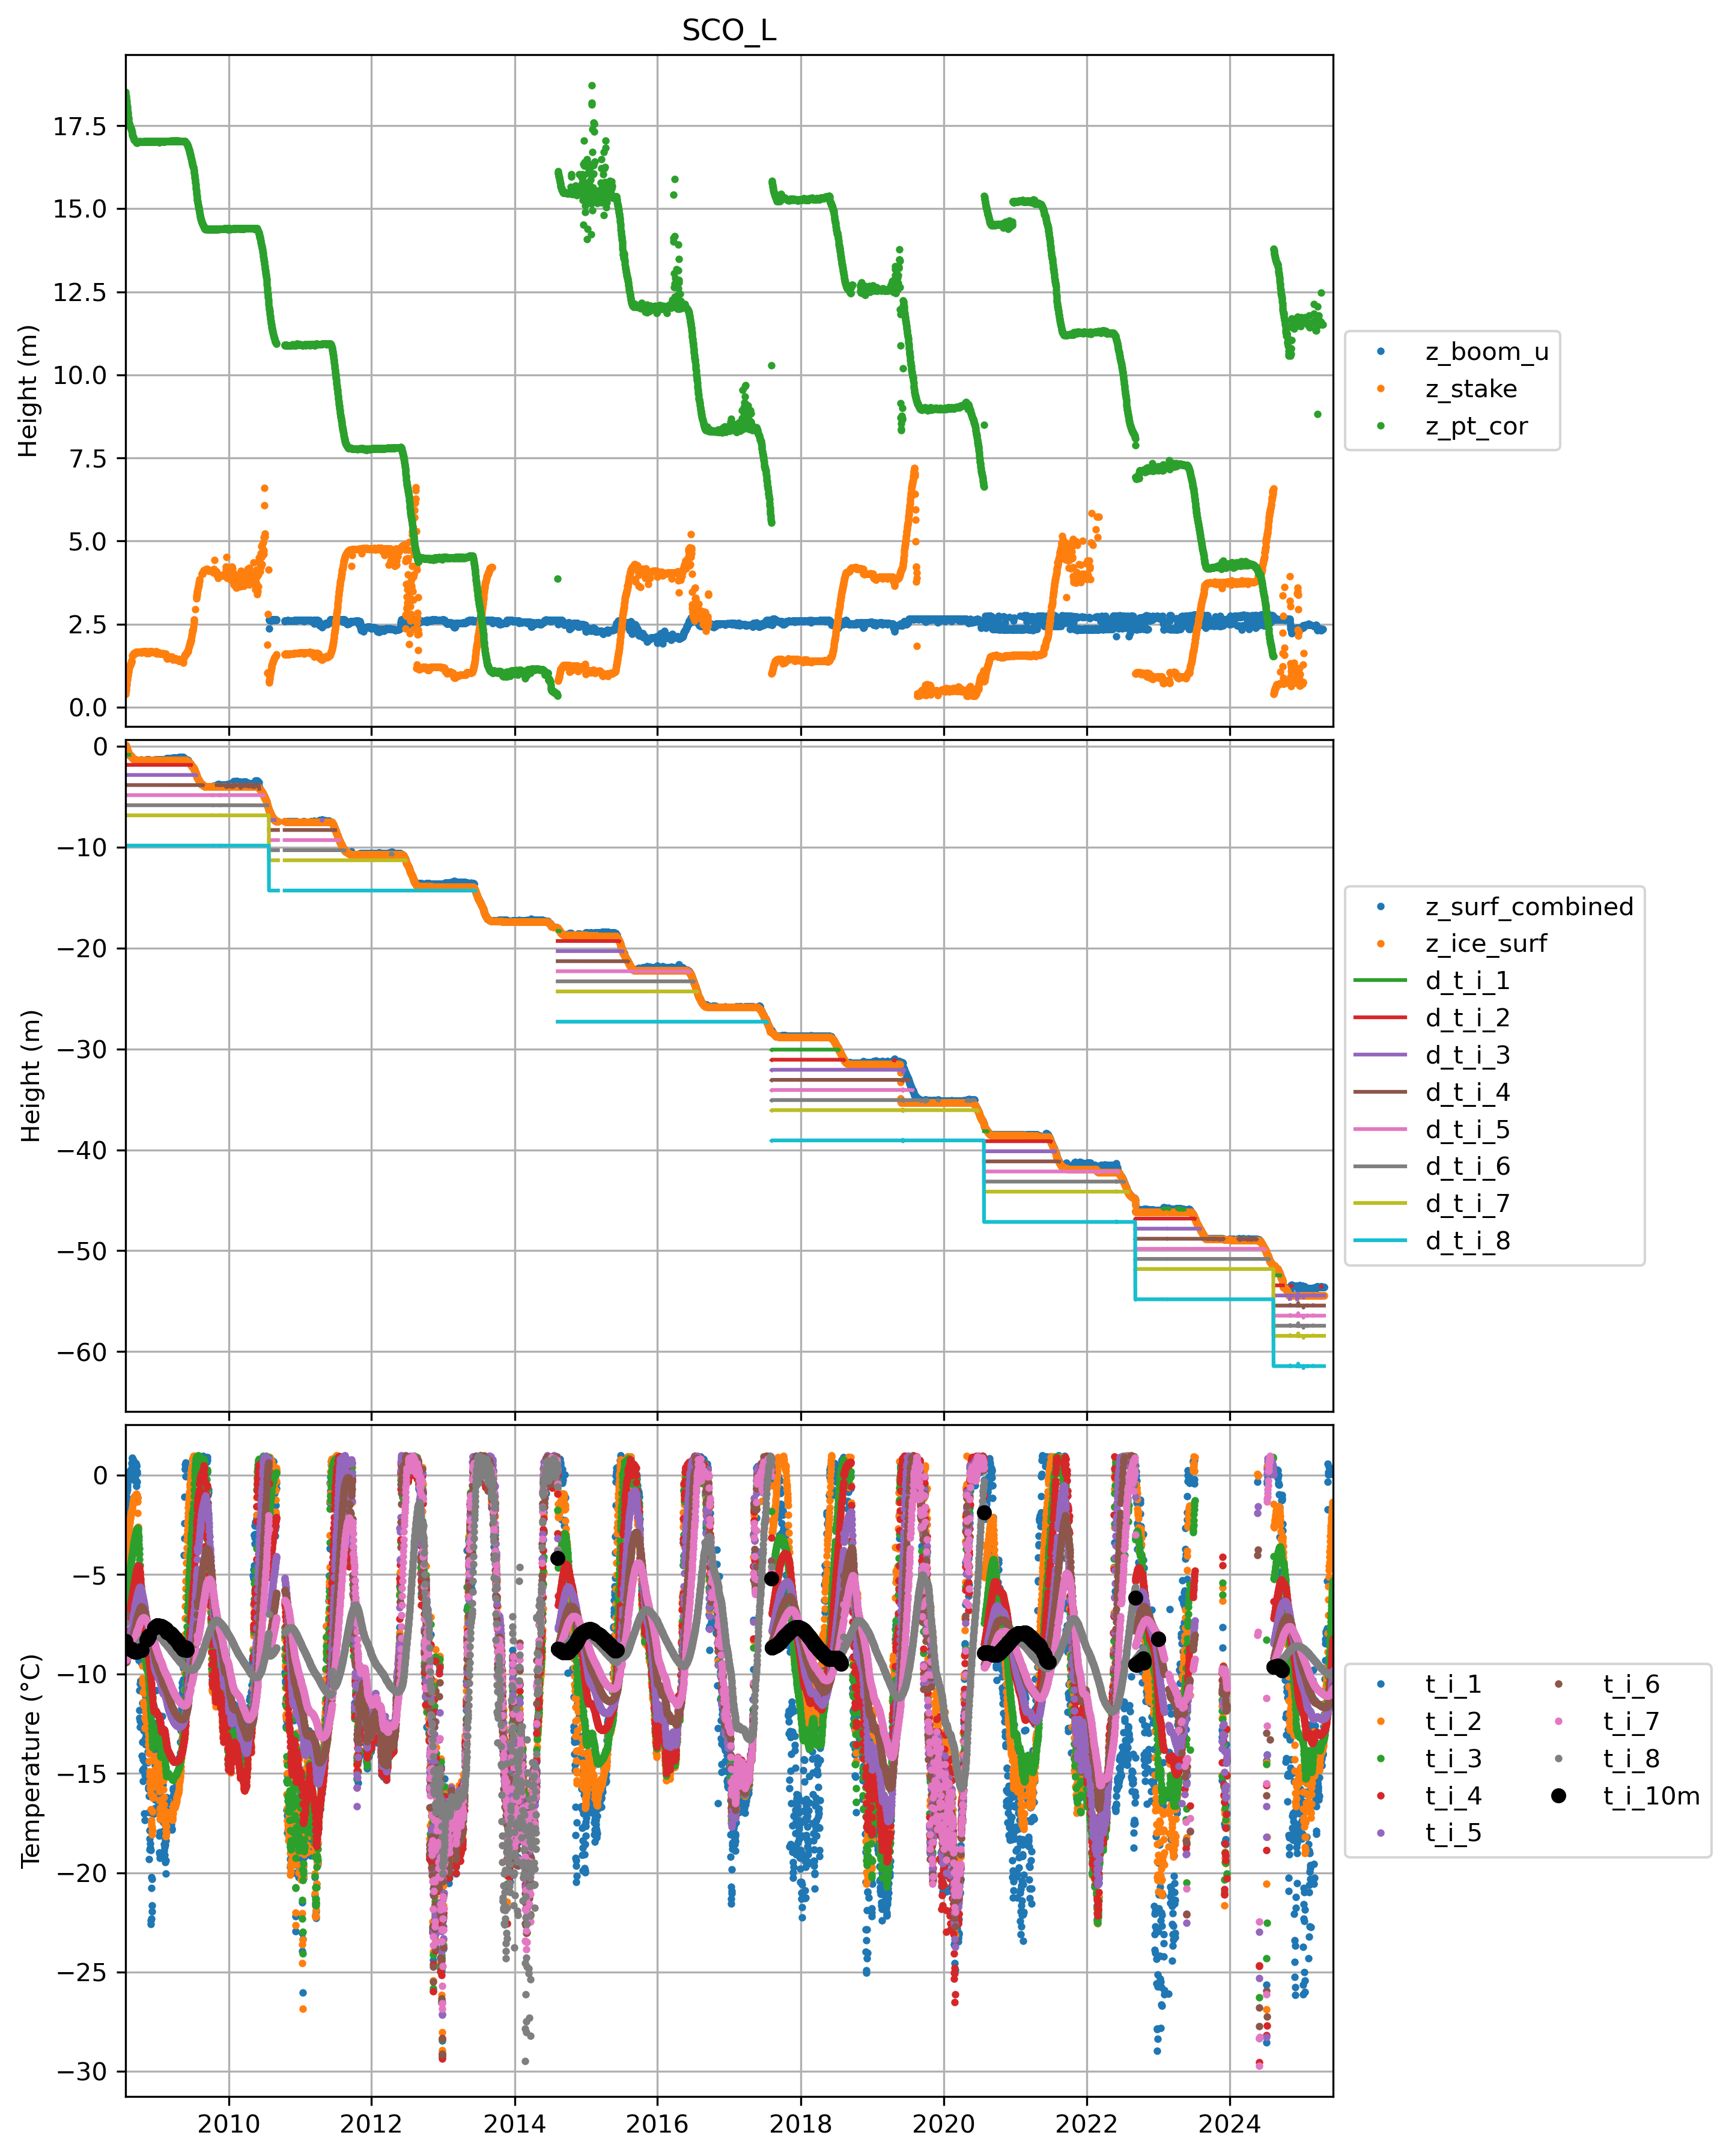 SCO_L
17.5
15.0
12.5
10.0
7.5
5.0
2.5
0.0
Height (m)
z_boom_u
z_stake
z_pt_cor
0
−10
−20
−30
−40
−50
−60
Height (m)
z_surf_combined
z_ice_surf
d_t_i_1
d_t_i_2
d_t_i_3
d_t_i_4
d_t_i_5
d_t_i_6
d_t_i_7
d_t_i_8
0
−5
−10
−15
−20
−25
−30
Temperature (°C)
t_i_1
t_i_2
t_i_3
t_i_4
t_i_5
t_i_6
t_i_7
t_i_8
t_i_10m
2010 2012 2014 2016 2018 2020 2022 2024